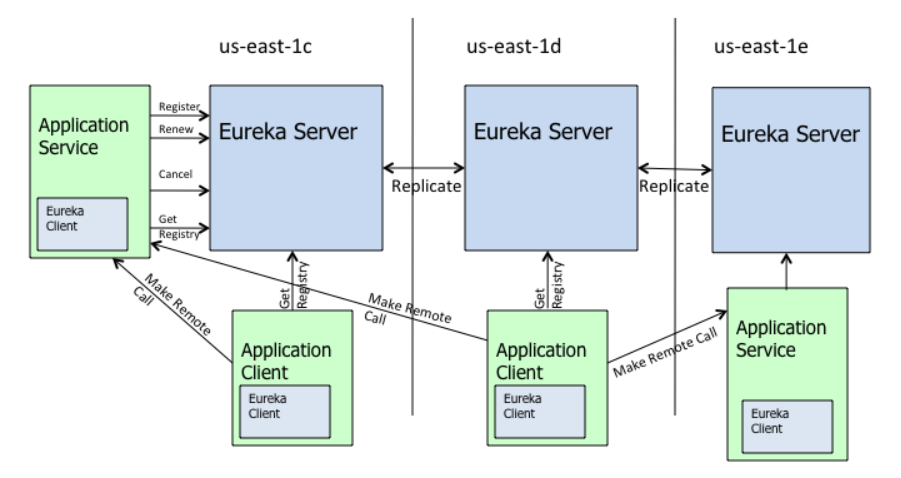 us-east-1c
us-east-1d
us-east-1e
Application
Service
Eureka
Client
Register
Renew
Cancel
Get
Registry
Eureka Server
Replicate
Eureka Server
Replicate
Eureka Server
Make Remote
Call
Get
Registry
Make Remote
Call
Get
Registry
Make Remote Call
Application
Client
Eureka
Client
Application
Client
Eureka
Client
Application
Service
Eureka
Client